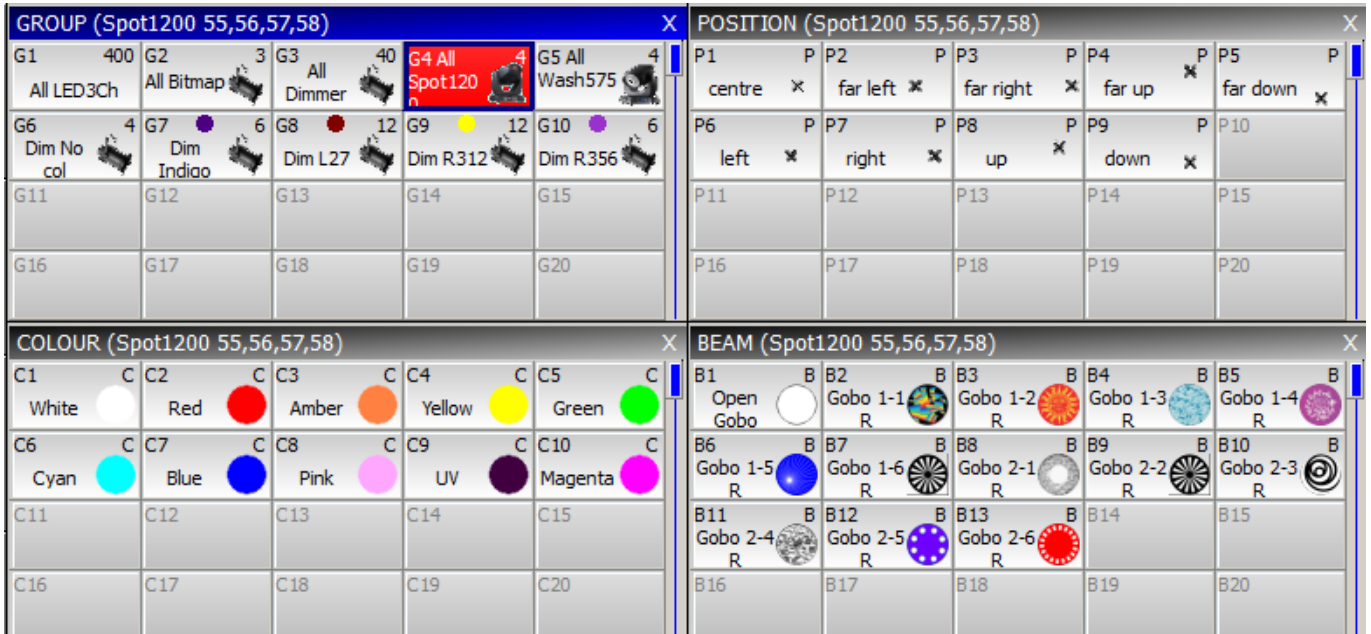 GROUP (Spot1200 55,56,57,58) X
G1 400 All LED3Ch
G2 3 All Bitmap
G3 40 All Dimmer
G4 All 4 Spot120 0
G5 All 4 Wash575
G6 4 Dim No col
G7 6 Dim Indigo
G8 12 Dim L27
G9 12 Dim R312
G10 6 Dim R356
G11 G12 G13 G14 G15
G16 G17 G18 G19 G20
POSITION (Spot1200 55,56,57,58) X
P1 P centre
P2 P far left
P3 P far right
P4 P far up
P5 P far down
P6 P left
P7 P right
P8 P up
P9 P down
P10
P11 P12 P13 P14 P15
P16 P17 P18 P19 P20
COLOUR (Spot1200 55,56,57,58) X
C1 C White
C2 C Red
C3 C Amber
C4 C Yellow
C5 C Green
C6 C Cyan
C7 C Blue
C8 C Pink
C9 C UV
C10 C Magenta
C11 C12 C13 C14 C15
C16 C17 C18 C19 C20
BEAM (Spot1200 55,56,57,58) X
B1 B Open Gobo
B2 B Gobo 1-1 R
B3 B Gobo 1-2 R
B4 B Gobo 1-3 R
B5 B Gobo 1-4 R
B6 B Gobo 1-5 R
B7 B Gobo 1-6 R
B8 B Gobo 2-1 R
B9 B Gobo 2-2 R
B10 B Gobo 2-3 R
B11 B Gobo 2-4 R
B12 B Gobo 2-5 R
B13 B Gobo 2-6 R
B14 B15
B16 B17 B18 B19 B20